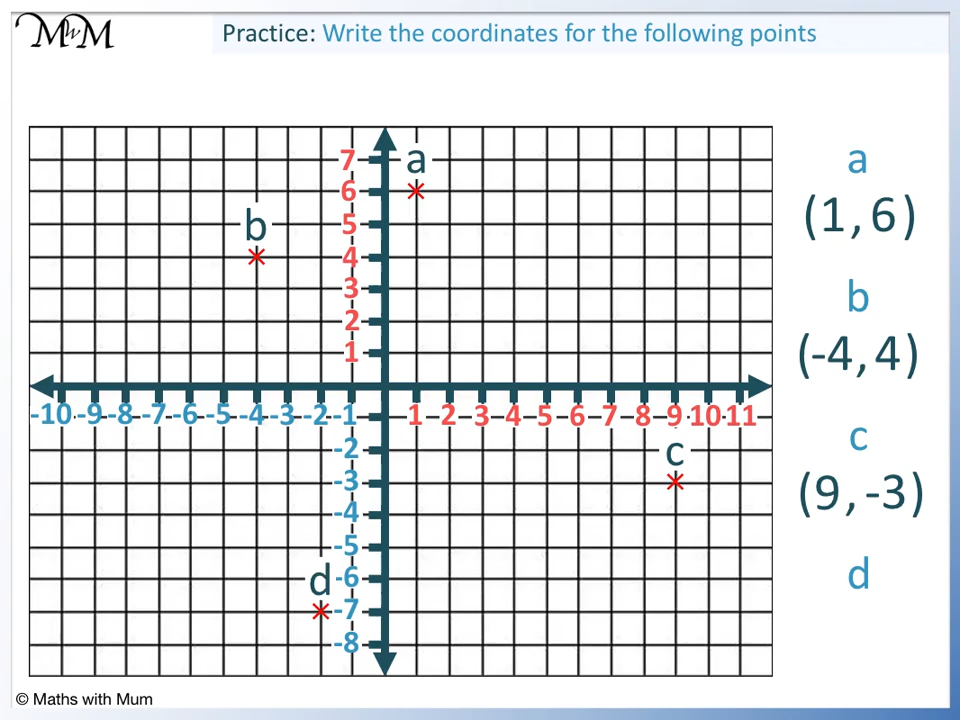 MwM
Practice: Write the coordinates for the following points
7
a
6
b
5
4
3
2
1
-10 -9 -8 -7 -6 -5 -4 -3 -2 -1 1 2 3 4 5 6 7 8 9 10 11
-2
c
-3
-4
-5
d
-6
-7
-8
a
(1, 6)
b
(-4, 4)
c
(9, -3)
d
© Maths with Mum